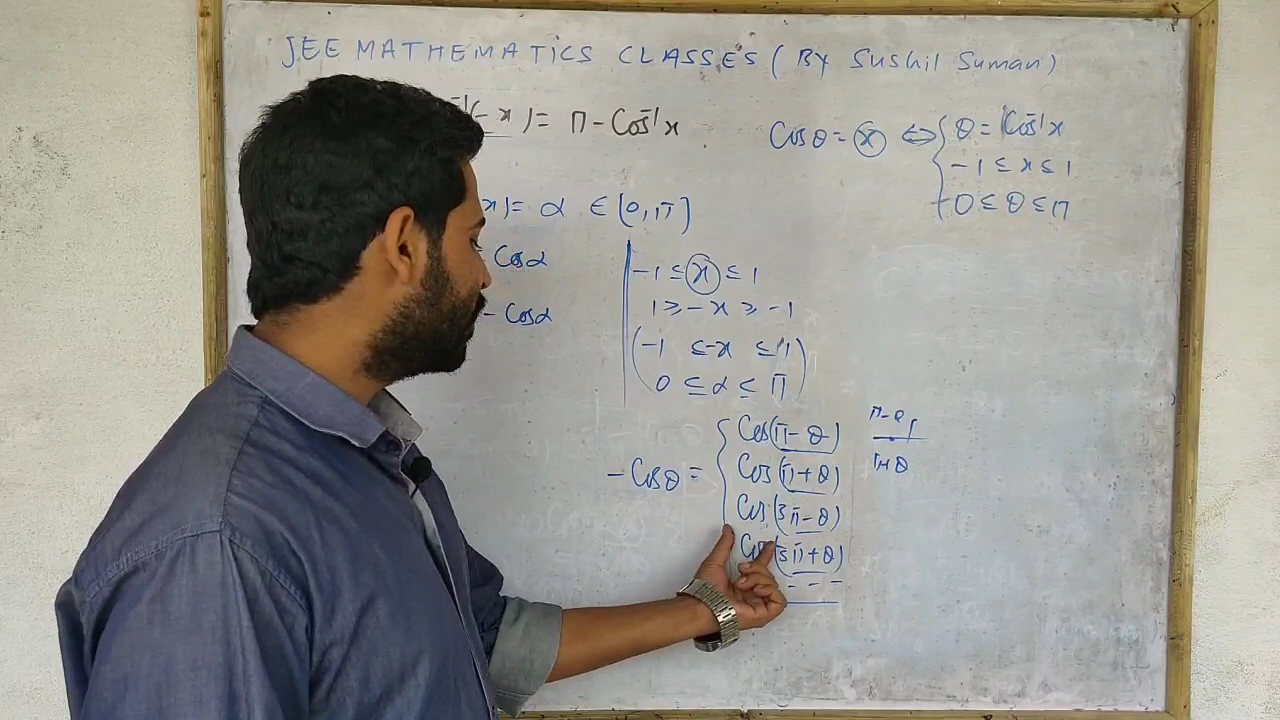 JEE MATHEMATICS CLASSES (BY Sushil Suman)
(-x) = π - Cos⁻¹x
Cosθ = x ⇔ { θ = Cos⁻¹x
-1 ≤ x ≤ 1
0 ≤ θ ≤ π
x) = α ∈ [0, π]
Cosα
- Cosα
-1 ≤ x ≤ 1
1 ≥ -x ≥ -1
-1 ≤ -x ≤ 1
0 ≤ α ≤ π
- Cosθ = { Cos(π - θ)
Cos(π + θ)
Cos(3π - θ)
Cos(3π + θ)
- - -
π - θ
π + θ